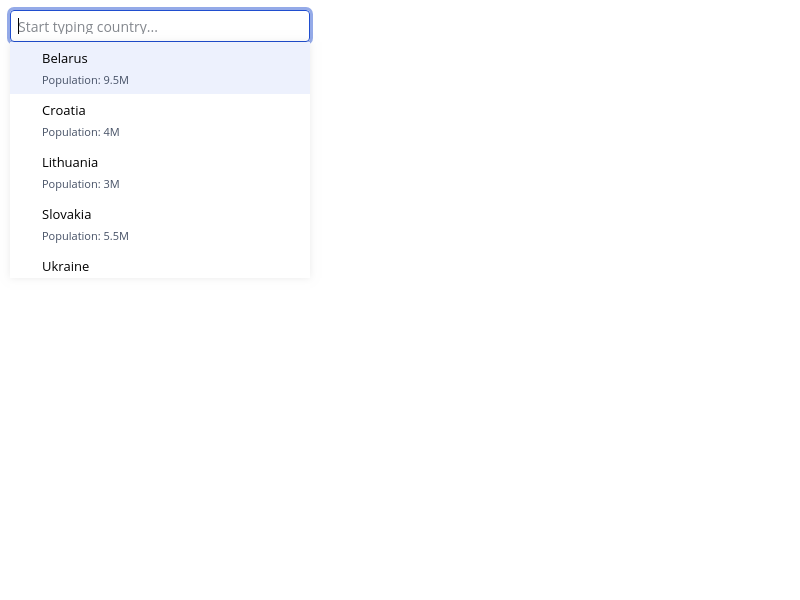 Start typing country...
Belarus
Population: 9.5M
Croatia
Population: 4M
Lithuania
Population: 3M
Slovakia
Population: 5.5M
Ukraine